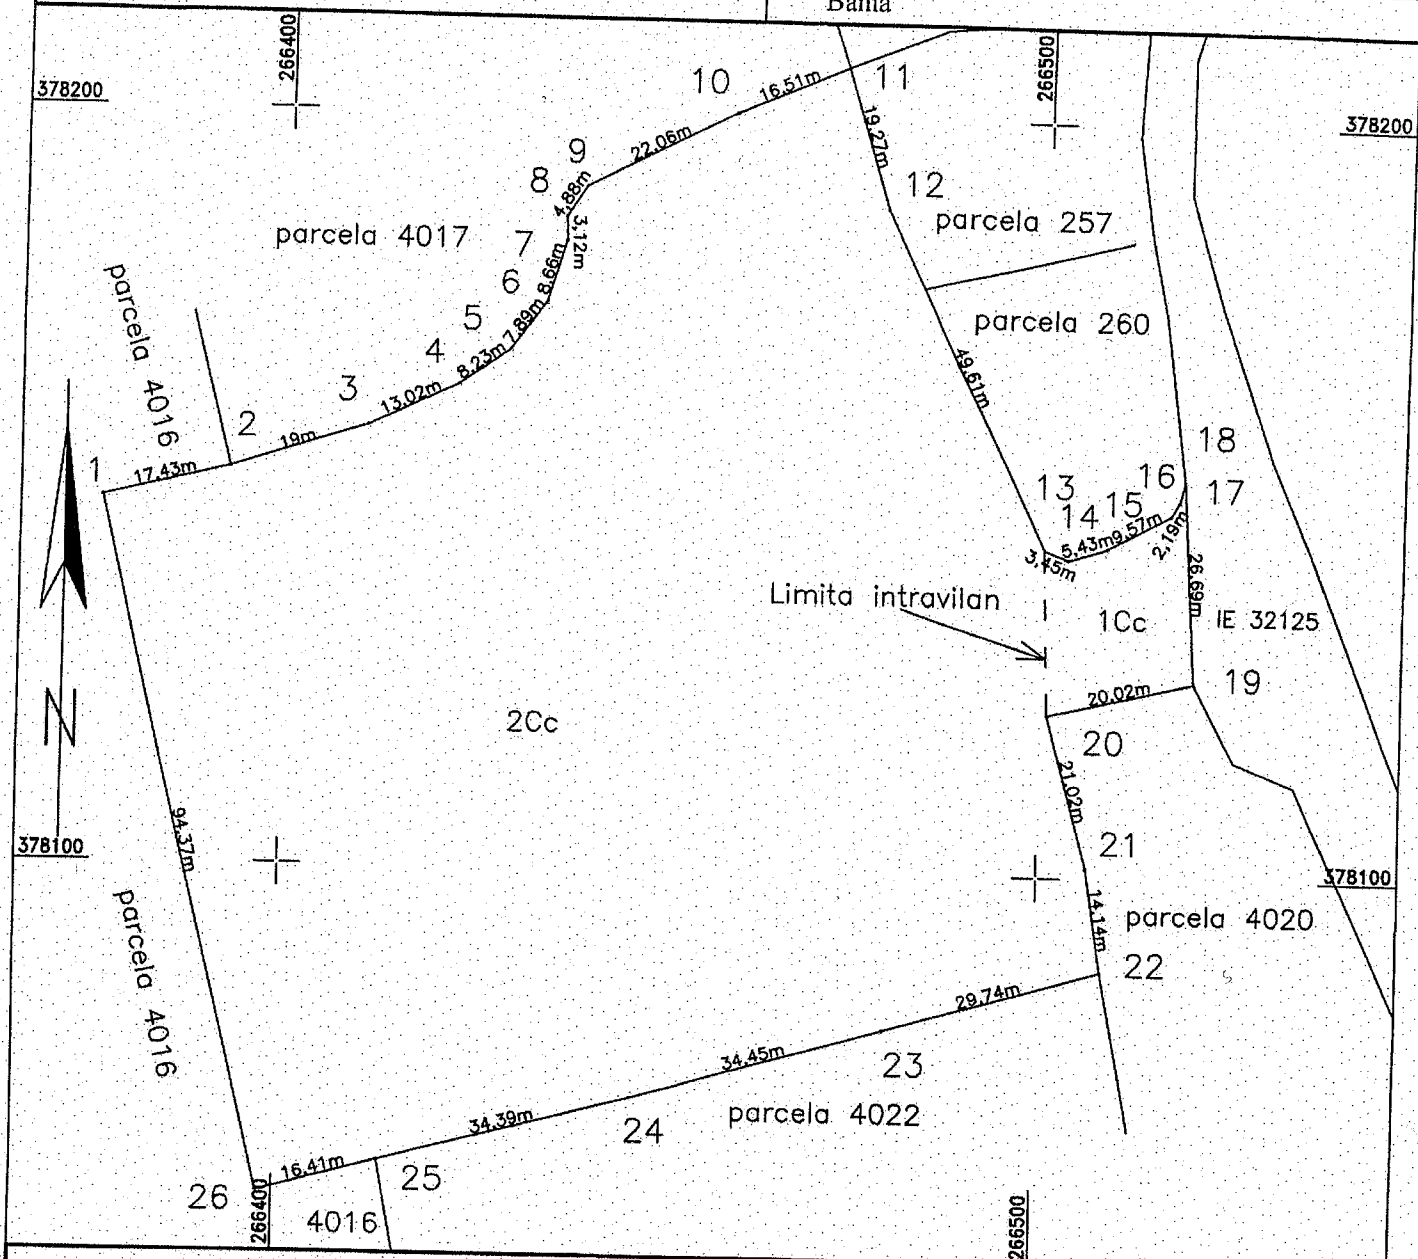 Bama
266400
266500
378200
378200
10
16.51m
11
19.27m
22.06m
9
8
4.88m
12
parcela 257
parcela 4017
7
3.12m
8.66m
6
parcela 4016
5
7.89m
parcela 260
4
8.23m
49.61m
3
13.02m
2
19m
18
1
17.43m
13
16
17
14
15
5.43m
9.57m
2.19m
3.45m
26.69m
Limita intravilan
1Cc
IE 32125
19
20.02m
N
2Cc
20
21.02m
94.37m
378100
21
378100
14.14m
parcela 4016
parcela 4020
22
29.74m
34.45m
23
34.39m
24
parcela 4022
16.41m
25
26
266400
4016
266500